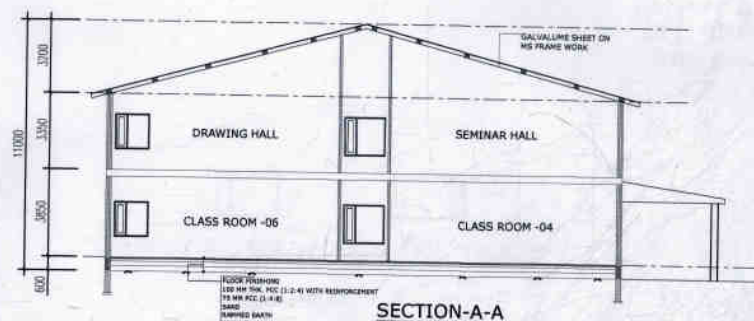 GALVALUME SHEET ON
MS FRAME WORK
3200
11000
3350
DRAWING HALL
SEMINAR HALL
3850
CLASS ROOM -06
CLASS ROOM -04
600
FLOOR FINISHING
100 MM THK. PCC (1:2:4) WITH REINFORCEMENT
75 MM PCC (1:4:8)
SAND
RAMMED EARTH
SECTION-A-A